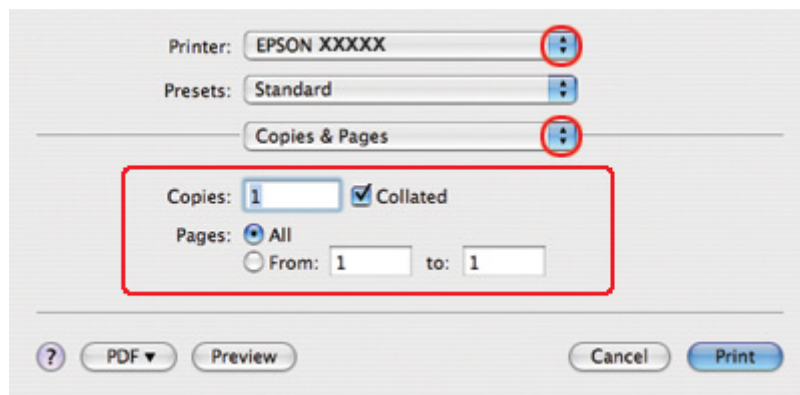 Printer: EPSON XXXXX
Presets: Standard
Copies & Pages
Copies: 1 Collated
Pages: All
From: 1 to: 1
? PDF ▼ Preview Cancel Print